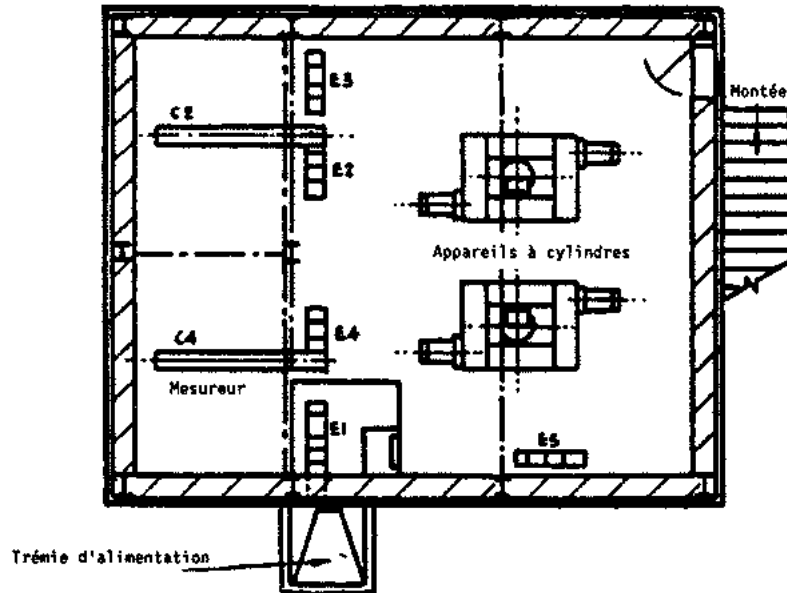 E3
Montée
C2
E2
Appareils à cylindres
E4
C4
Mesureur
E1
E5
Trémie d'alimentation